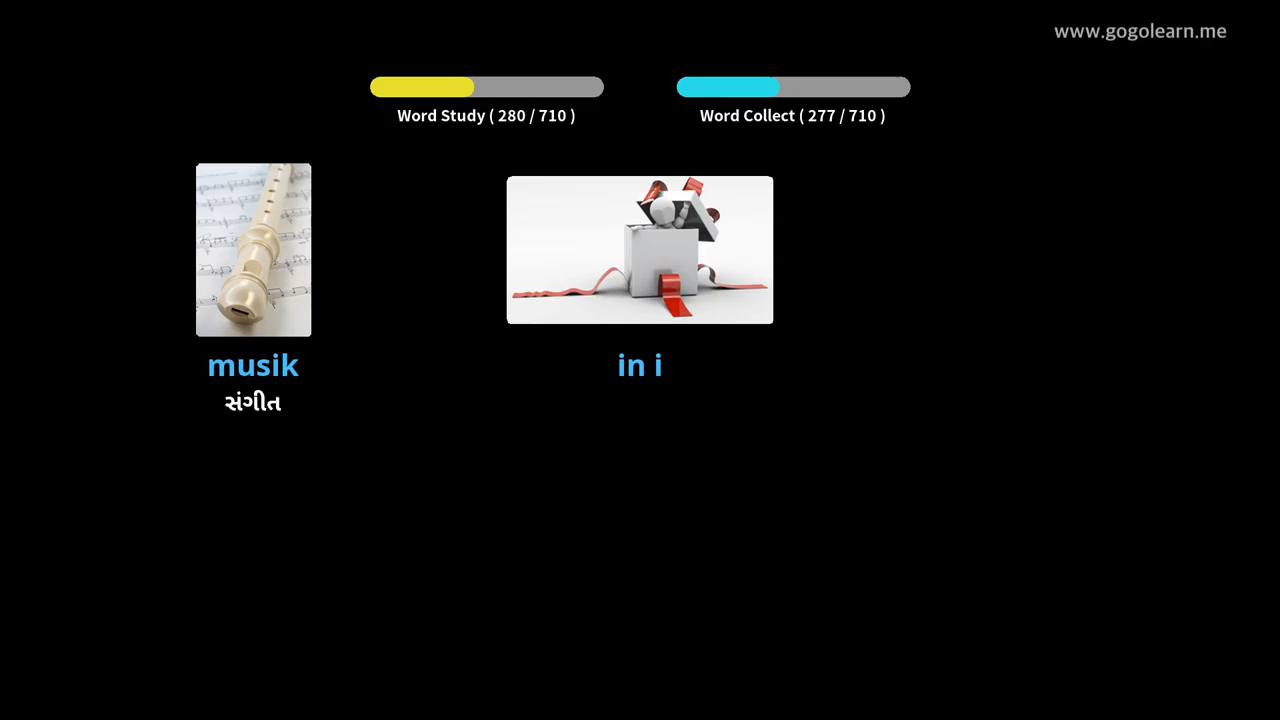 www.gogolearn.me
Word Study ( 280 / 710 )
Word Collect ( 277 / 710 )
musik
સંગીત
in i